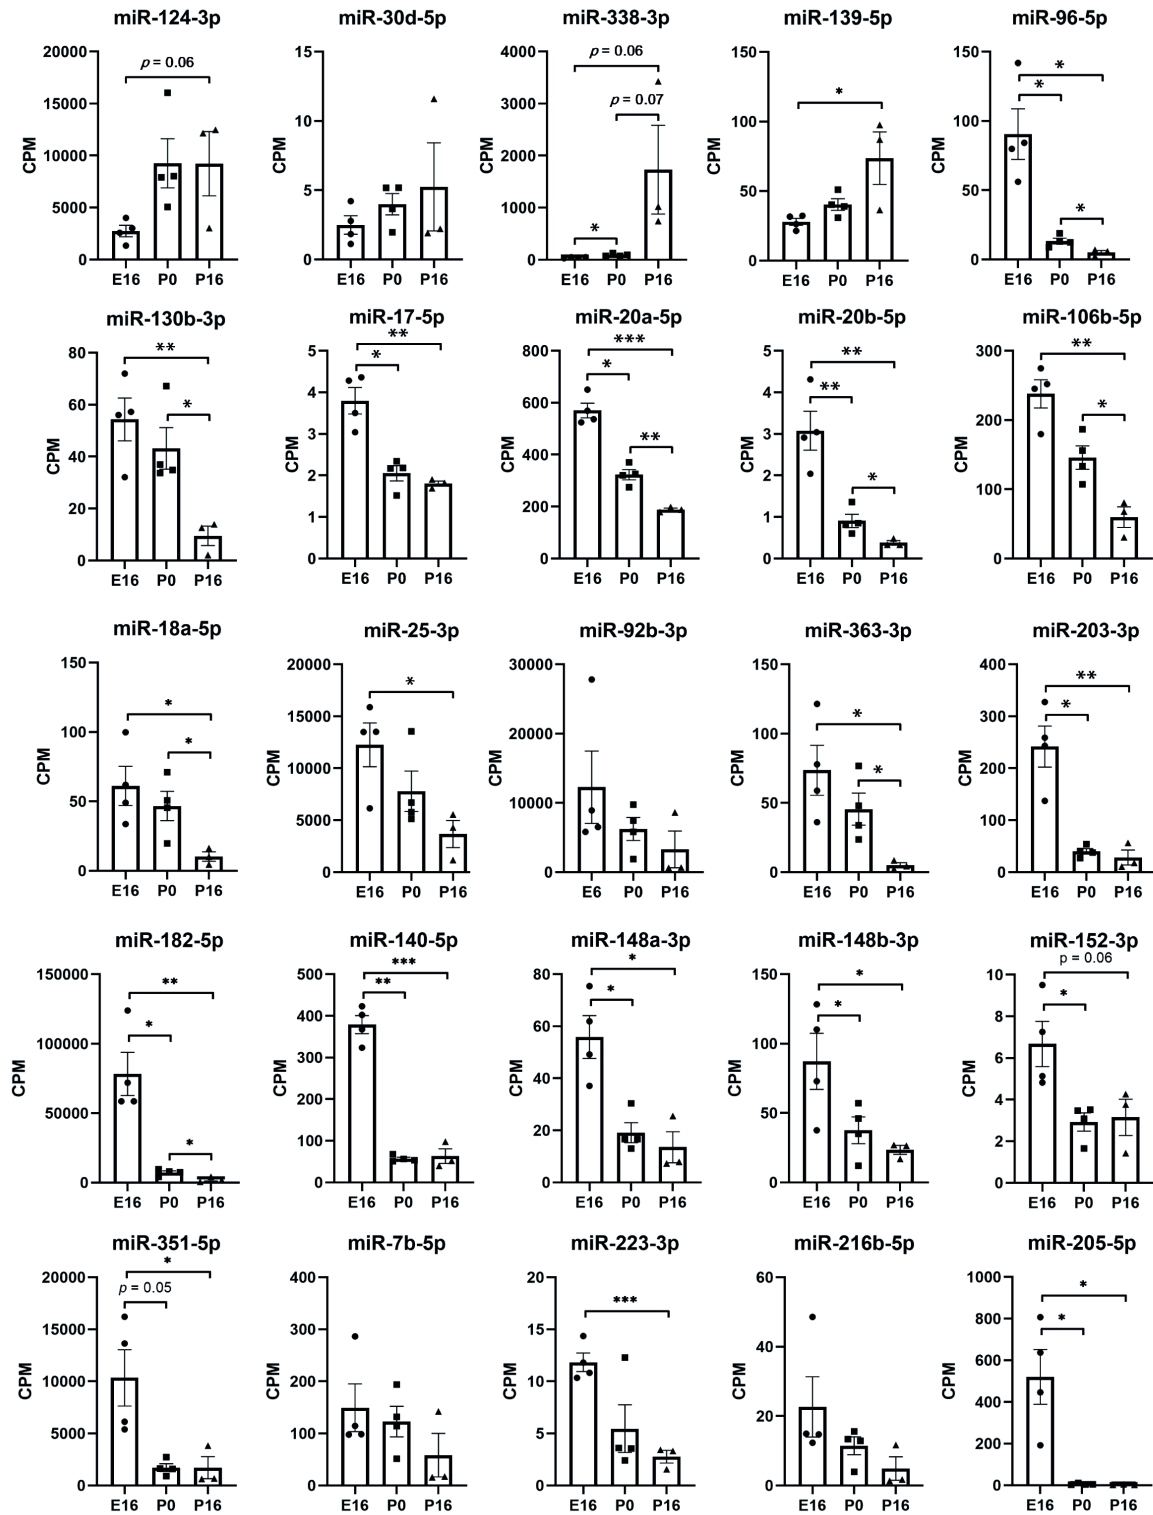 miR-124-3p miR-30d-5p miR-338-3p miR-139-5p miR-96-5p
20000 15 4000 150 150
p = 0.06 p = 0.06 * *
15000 3000 p = 0.07 *
10 100 100
CPM 10000 CPM CPM 2000 CPM CPM
5 50 50 *
5000 1000 *
0 0 0 0 0
E16 P0 P16 E16 P0 P16 E16 P0 P16 E16 P0 P16 E16 P0 P16
miR-130b-3p miR-17-5p miR-20a-5p miR-20b-5p miR-106b-5p
80 ** 5 ** 800 *** 5 ** 300 **
* 4 * * 4 **
60 * 600 200 *
CPM 40 CPM 3 CPM 400 ** CPM 3 CPM
2 2 * 100
20 1 200 1
0 0 0 0 0
E16 P0 P16 E16 P0 P16 E16 P0 P16 E16 P0 P16 E16 P0 P16
miR-18a-5p miR-25-3p miR-92b-3p miR-363-3p miR-203-3p
150 20000 30000 150 400 **
* * * *
100 * 15000 20000 100 300
CPM CPM 10000 CPM CPM * CPM 200
50 5000 10000 50 100
0 0 0 0 0
E16 P0 P16 E16 P0 P16 E6 P0 P16 E16 P0 P16 E16 P0 P16
miR-182-5p miR-140-5p miR-148a-3p miR-148b-3p miR-152-3p
150000 500 *** 80 * 150 * 10 p = 0.06
** ** * * *
100000 * 400 60 100 8
CPM CPM 300 CPM 40 CPM CPM 6
50000 200 50 4
* 100 20 2
0 0 0 0 0
E16 P0 P16 E16 P0 P16 E16 P0 P16 E16 P0 P16 E16 P0 P16
miR-351-5p miR-7b-5p miR-223-3p miR-216b-5p miR-205-5p
*
20000 p = 0.05 400 20 60 1000 *
15000 300 15 *** 40 800 *
CPM 10000 CPM 200 CPM 10 CPM CPM 600
5000 100 5 20 400
200
0 0 0 0 0
E16 P0 P16 E16 P0 P16 E16 P0 P16 E16 P0 P16 E16 P0 P16